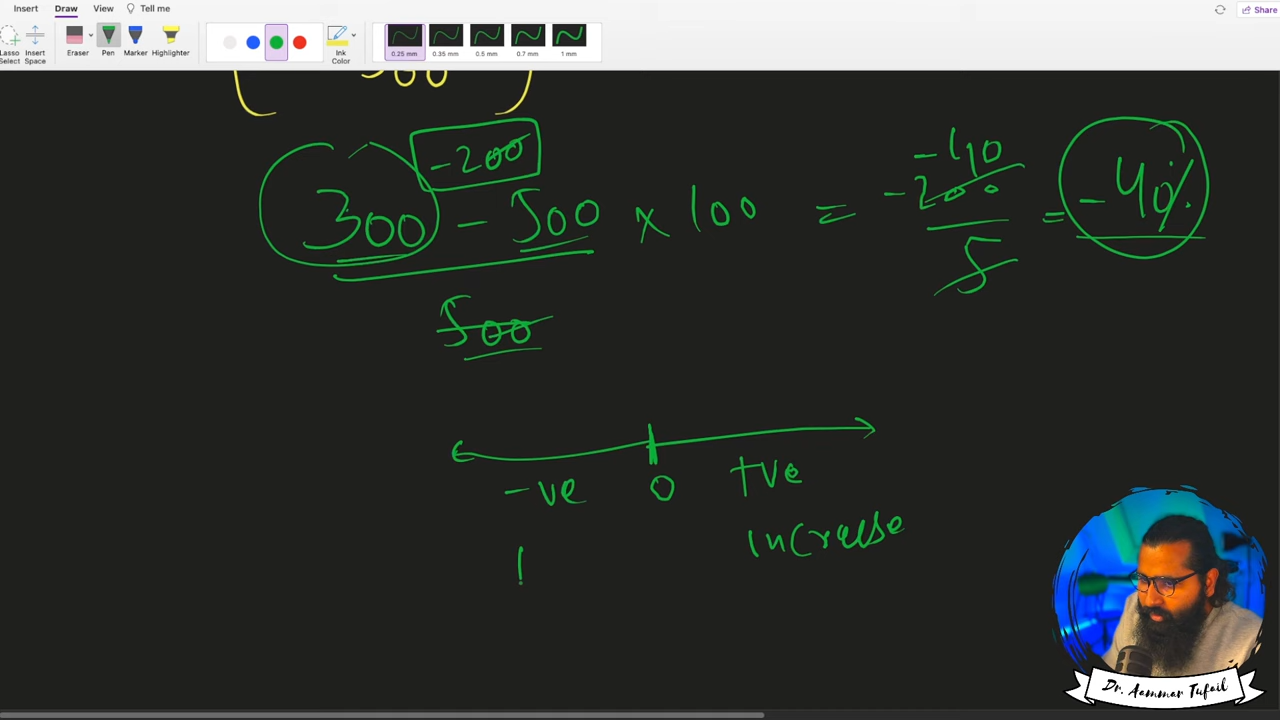 Insert Draw View Tell me
Share
Lasso Select
Insert Space
Eraser
Pen
Marker
Highlighter
Ink Color
0.25 mm
0.35 mm
0.5 mm
0.7 mm
1 mm
500
-200
300 - 500 x 100 = -200 = -40%
-40
500
5
-ve 0 +ve
increase
Dr. Aammar Tufail